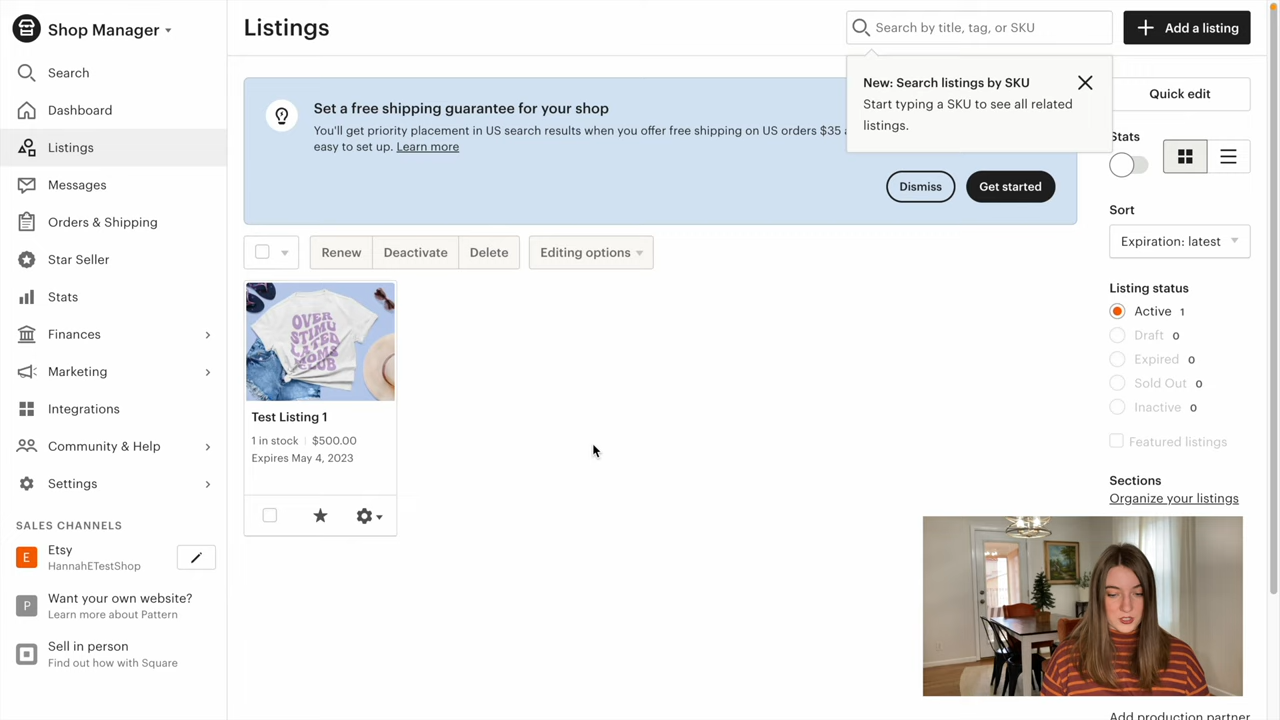 Shop Manager
Search
Dashboard
Listings
Messages
Orders & Shipping
Star Seller
Stats
Finances
Marketing
Integrations
Community & Help
Settings
SALES CHANNELS
E
Etsy
HannahETestShop
P
Want your own website?
Learn more about Pattern
Sell in person
Find out how with Square
Listings
Search by title, tag, or SKU
Add a listing
New: Search listings by SKU
Start typing a SKU to see all related
listings.
Set a free shipping guarantee for your shop
You'll get priority placement in US search results when you offer free shipping on US orders $35
easy to set up. Learn more
Dismiss
Get started
Renew
Deactivate
Delete
Editing options
OVER
STIMU
LATED
MOMS
CLUB
Test Listing 1
1 in stock $500.00
Expires May 4, 2023
Quick edit
Stats
Sort
Expiration: latest
Listing status
Active 1
Draft 0
Expired 0
Sold Out 0
Inactive 0
Featured listings
Sections
Organize your listings
Add production partner